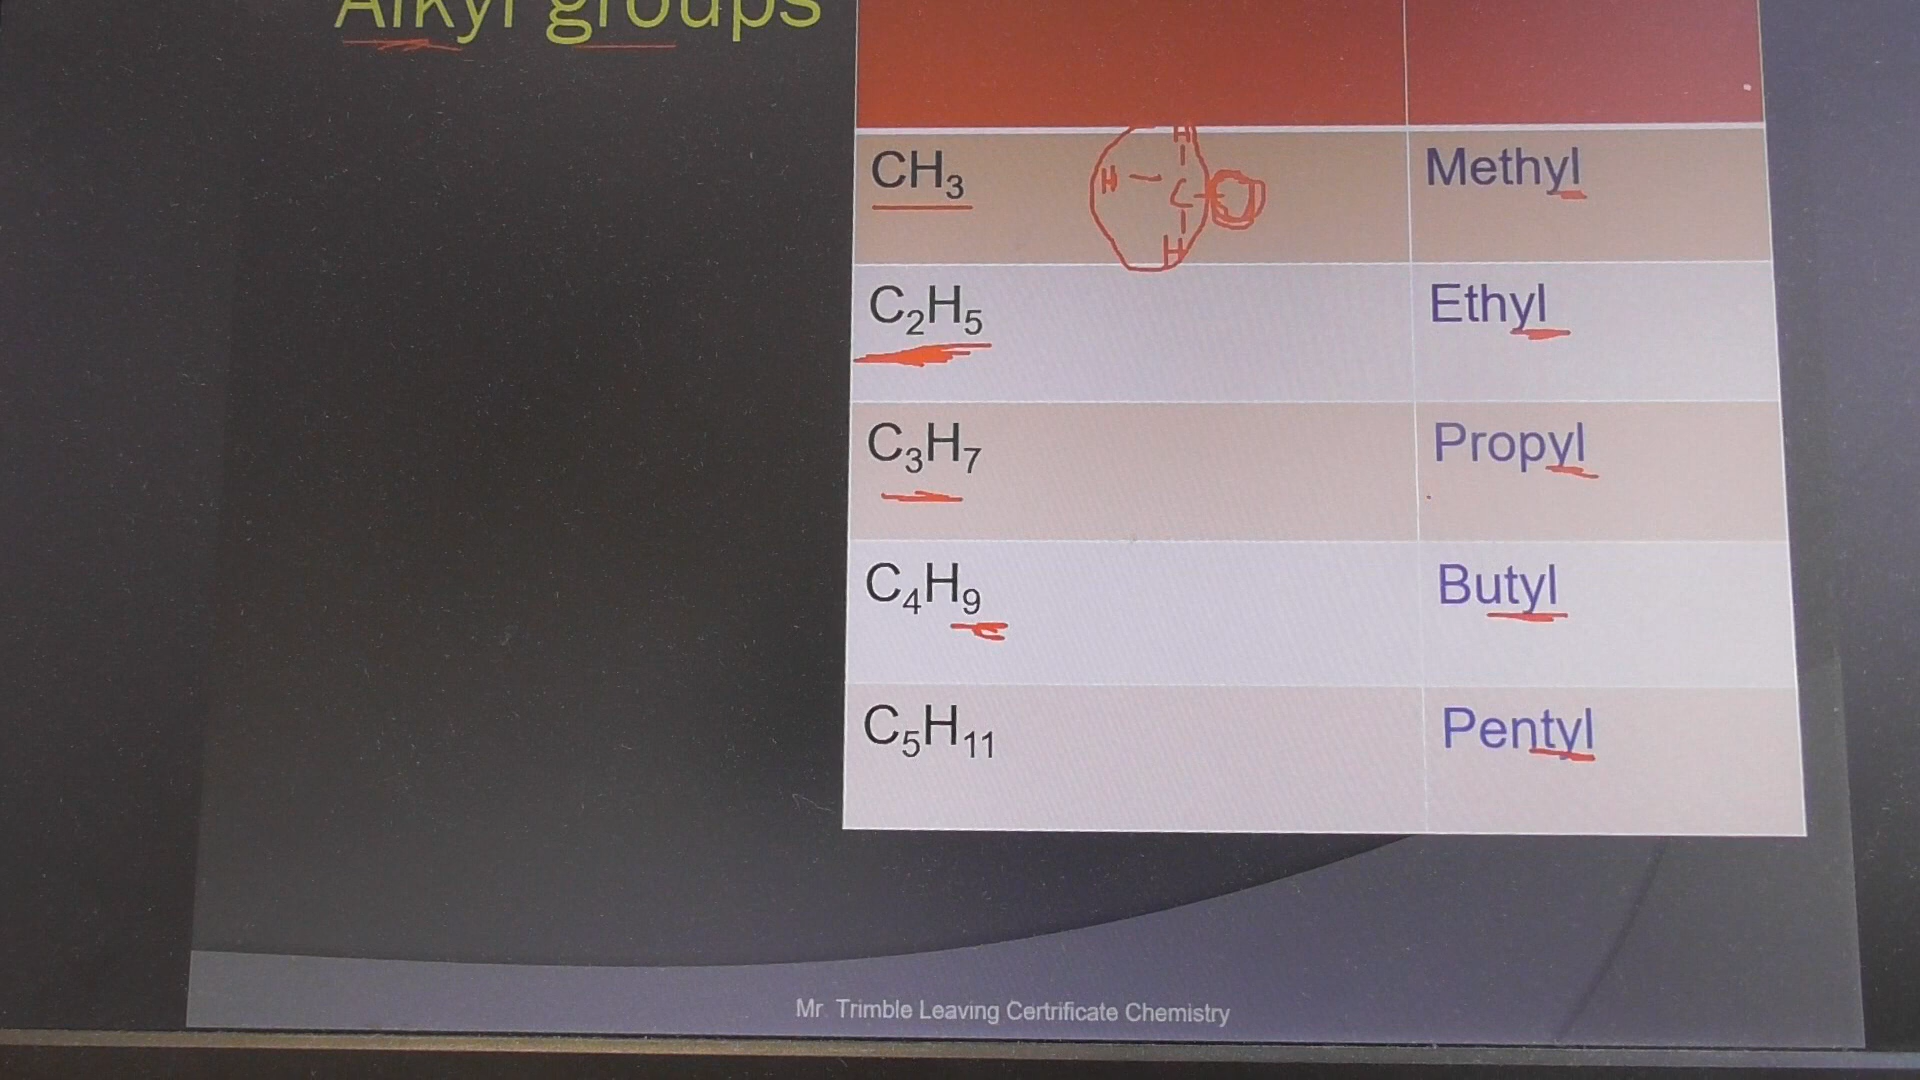 Alkyl groups
CH₃ Methyl
H
H – C –
H
C₂H₅ Ethyl
C₃H₇ Propyl
C₄H₉ Butyl
C₅H₁₁ Pentyl
Mr Trimble Leaving Certrificate Chemistry